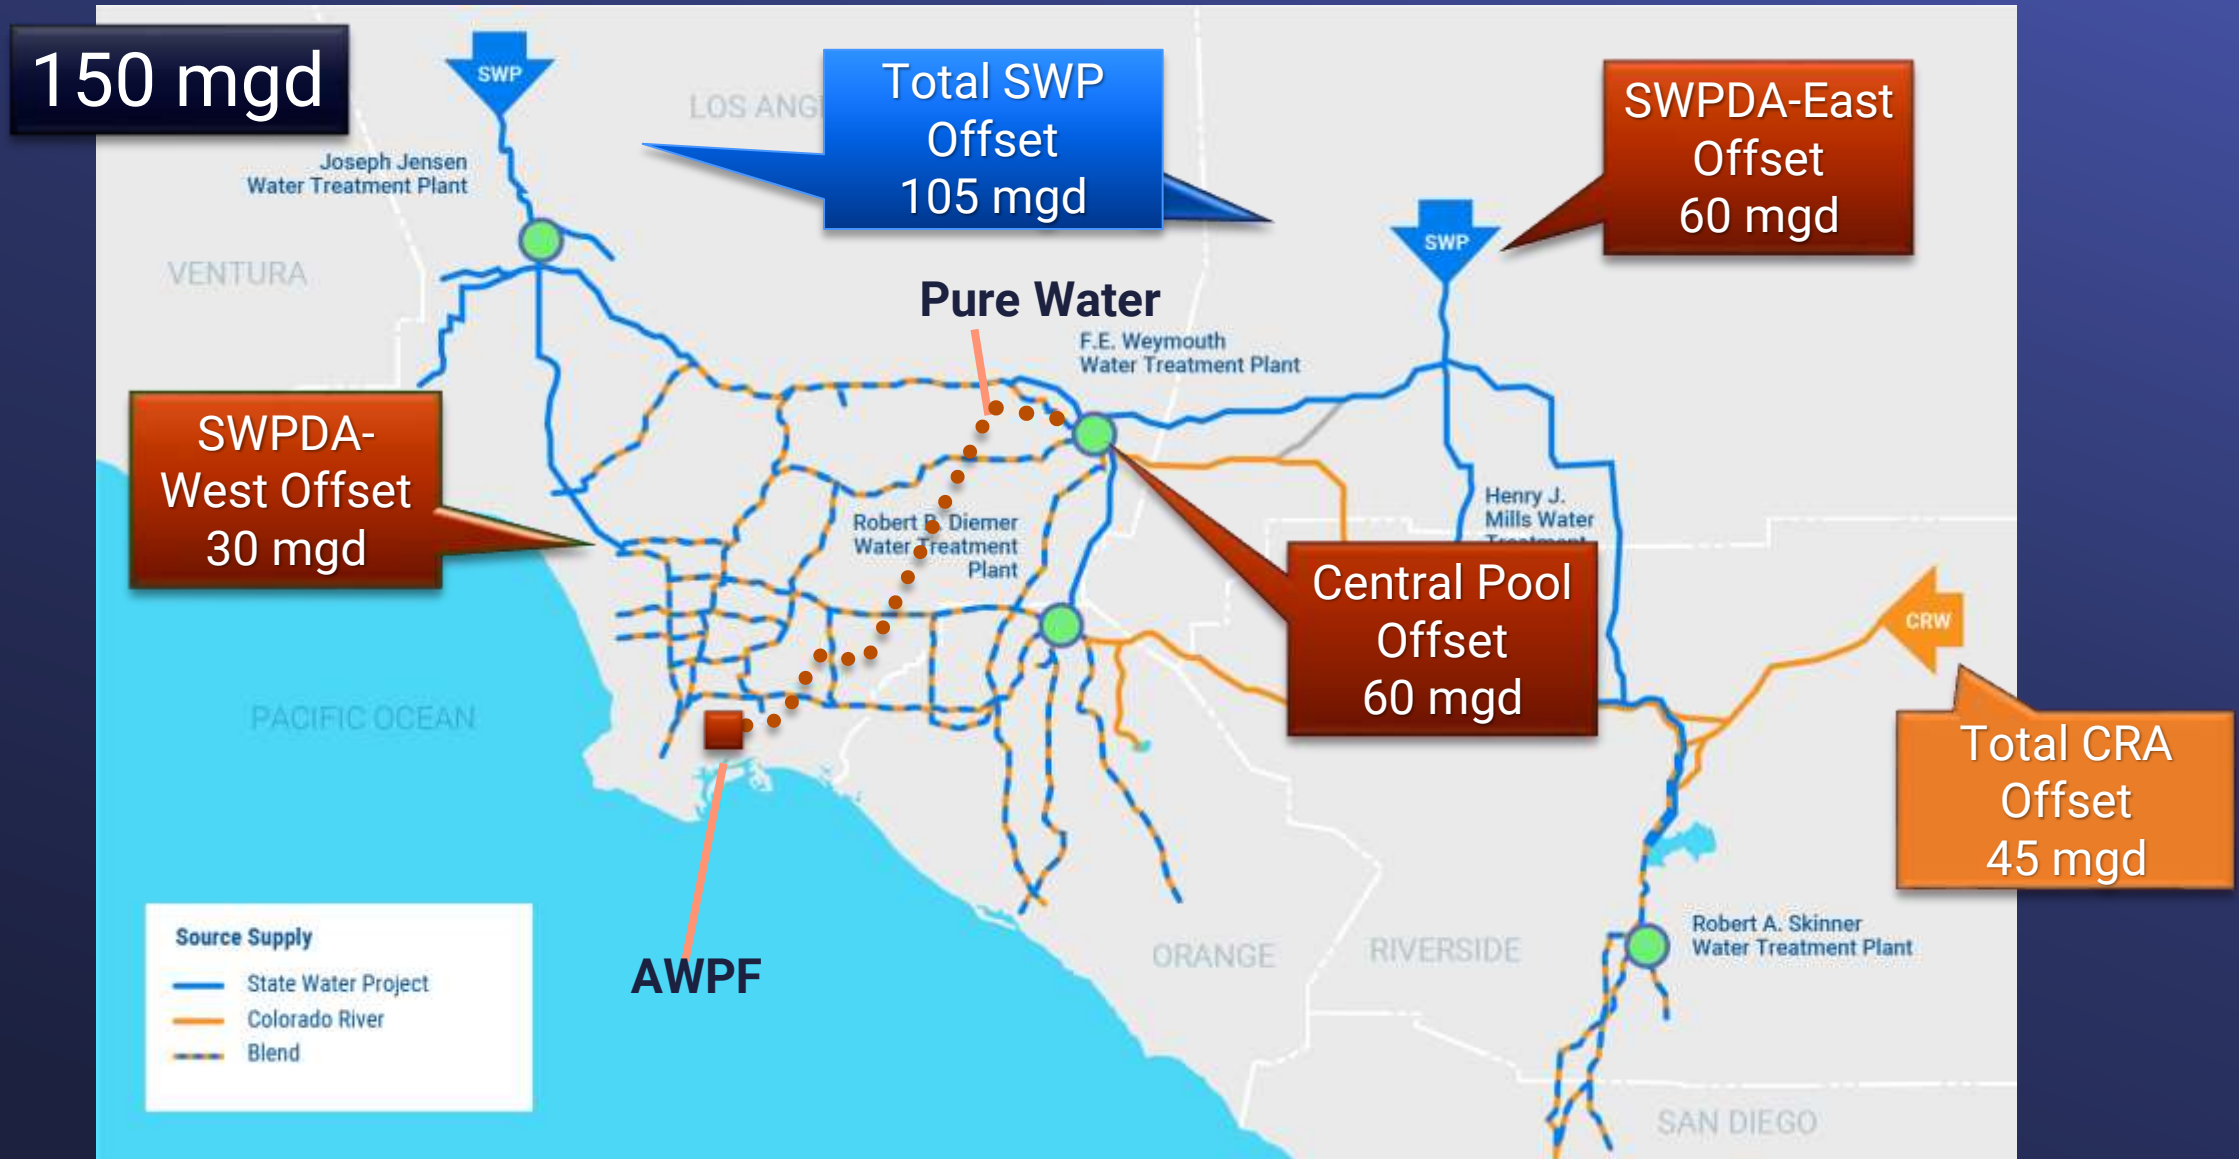 150 mgd
SWP
Total SWP
Offset
105 mgd
SWPDA-East
Offset
60 mgd
LOS ANG
Joseph Jensen
Water Treatment Plant
SWP
VENTURA
Pure Water
F.E. Weymouth
Water Treatment Plant
SWPDA-
West Offset
30 mgd
Robert B. Diemer
Water Treatment
Plant
Henry J.
Mills Water
Treatment
Central Pool
Offset
60 mgd
CRW
PACIFIC OCEAN
Total CRA
Offset
45 mgd
Source Supply
State Water Project
Colorado River
Blend
AWPF
ORANGE
RIVERSIDE
Robert A. Skinner
Water Treatment Plant
SAN DIEGO